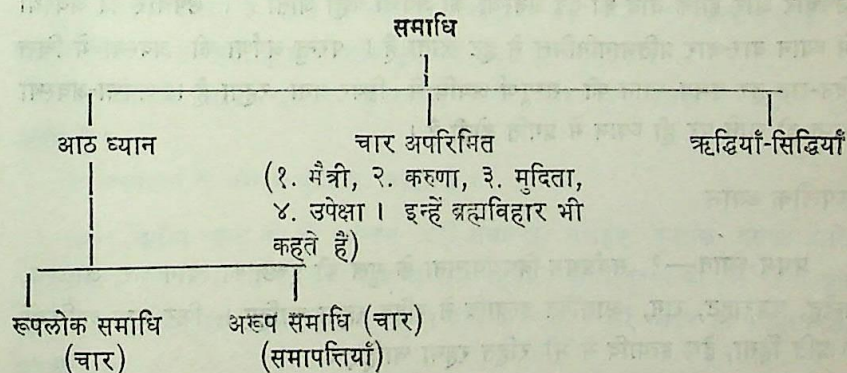 समाधि
आठ ध्यान
चार अपरिमित
ऋद्धियाँ-सिद्धियाँ
(१. मैत्री, २. करुणा, ३. मुदिता,
४. उपेक्षा । इन्हें ब्रह्मविहार भी
कहते हैं)
रूपलोक समाधि
(चार)
अरूप समाधि (चार)
(समापत्तियाँ)